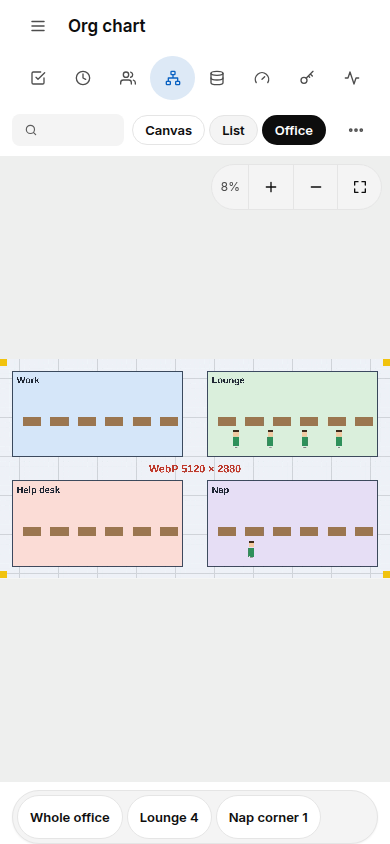 Org chart
Canvas
List
Office
8%
Work
Lounge
WebP 5120 × 2880
Help desk
Nap
Whole office
Lounge 4
Nap corner 1